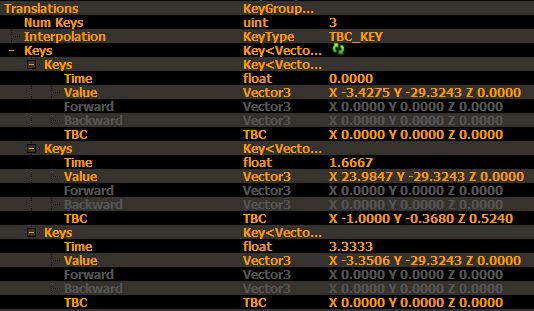 Translations KeyGroup...
Num Keys uint 3
Interpolation KeyType TBC_KEY
Keys Key<Vecto...
Keys Key<Vecto...
Time float 0.0000
Value Vector3 X -3.4275 Y -29.3243 Z 0.0000
Forward Vector3 X 0.0000 Y 0.0000 Z 0.0000
Backward Vector3 X 0.0000 Y 0.0000 Z 0.0000
TBC TBC X 0.0000 Y 0.0000 Z 0.0000
Keys Key<Vecto...
Time float 1.6667
Value Vector3 X 23.9847 Y -29.3243 Z 0.0000
Forward Vector3 X 0.0000 Y 0.0000 Z 0.0000
Backward Vector3 X 0.0000 Y 0.0000 Z 0.0000
TBC TBC X -1.0000 Y -0.3680 Z 0.5240
Keys Key<Vecto...
Time float 3.3333
Value Vector3 X -3.3506 Y -29.3243 Z 0.0000
Forward Vector3 X 0.0000 Y 0.0000 Z 0.0000
Backward Vector3 X 0.0000 Y 0.0000 Z 0.0000
TBC TBC X 0.0000 Y 0.0000 Z 0.0000